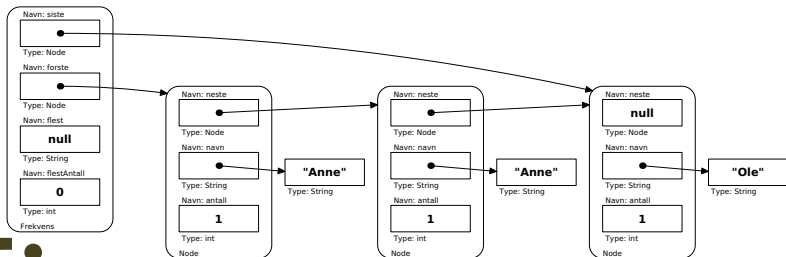 Navn: siste
Type: Node
Navn: forste
Type: Node
Navn: flest
null
Type: String
Navn: flestAntall
0
Type: int
Frekvens
Navn: neste
Type: Node
Navn: navn
Type: String
Navn: antall
1
Type: int
Node
"Anne"
Type: String
Navn: neste
Type: Node
Navn: navn
Type: String
Navn: antall
1
Type: int
Node
"Anne"
Type: String
Navn: neste
null
Type: Node
Navn: navn
Type: String
Navn: antall
1
Type: int
Node
"Ole"
Type: String